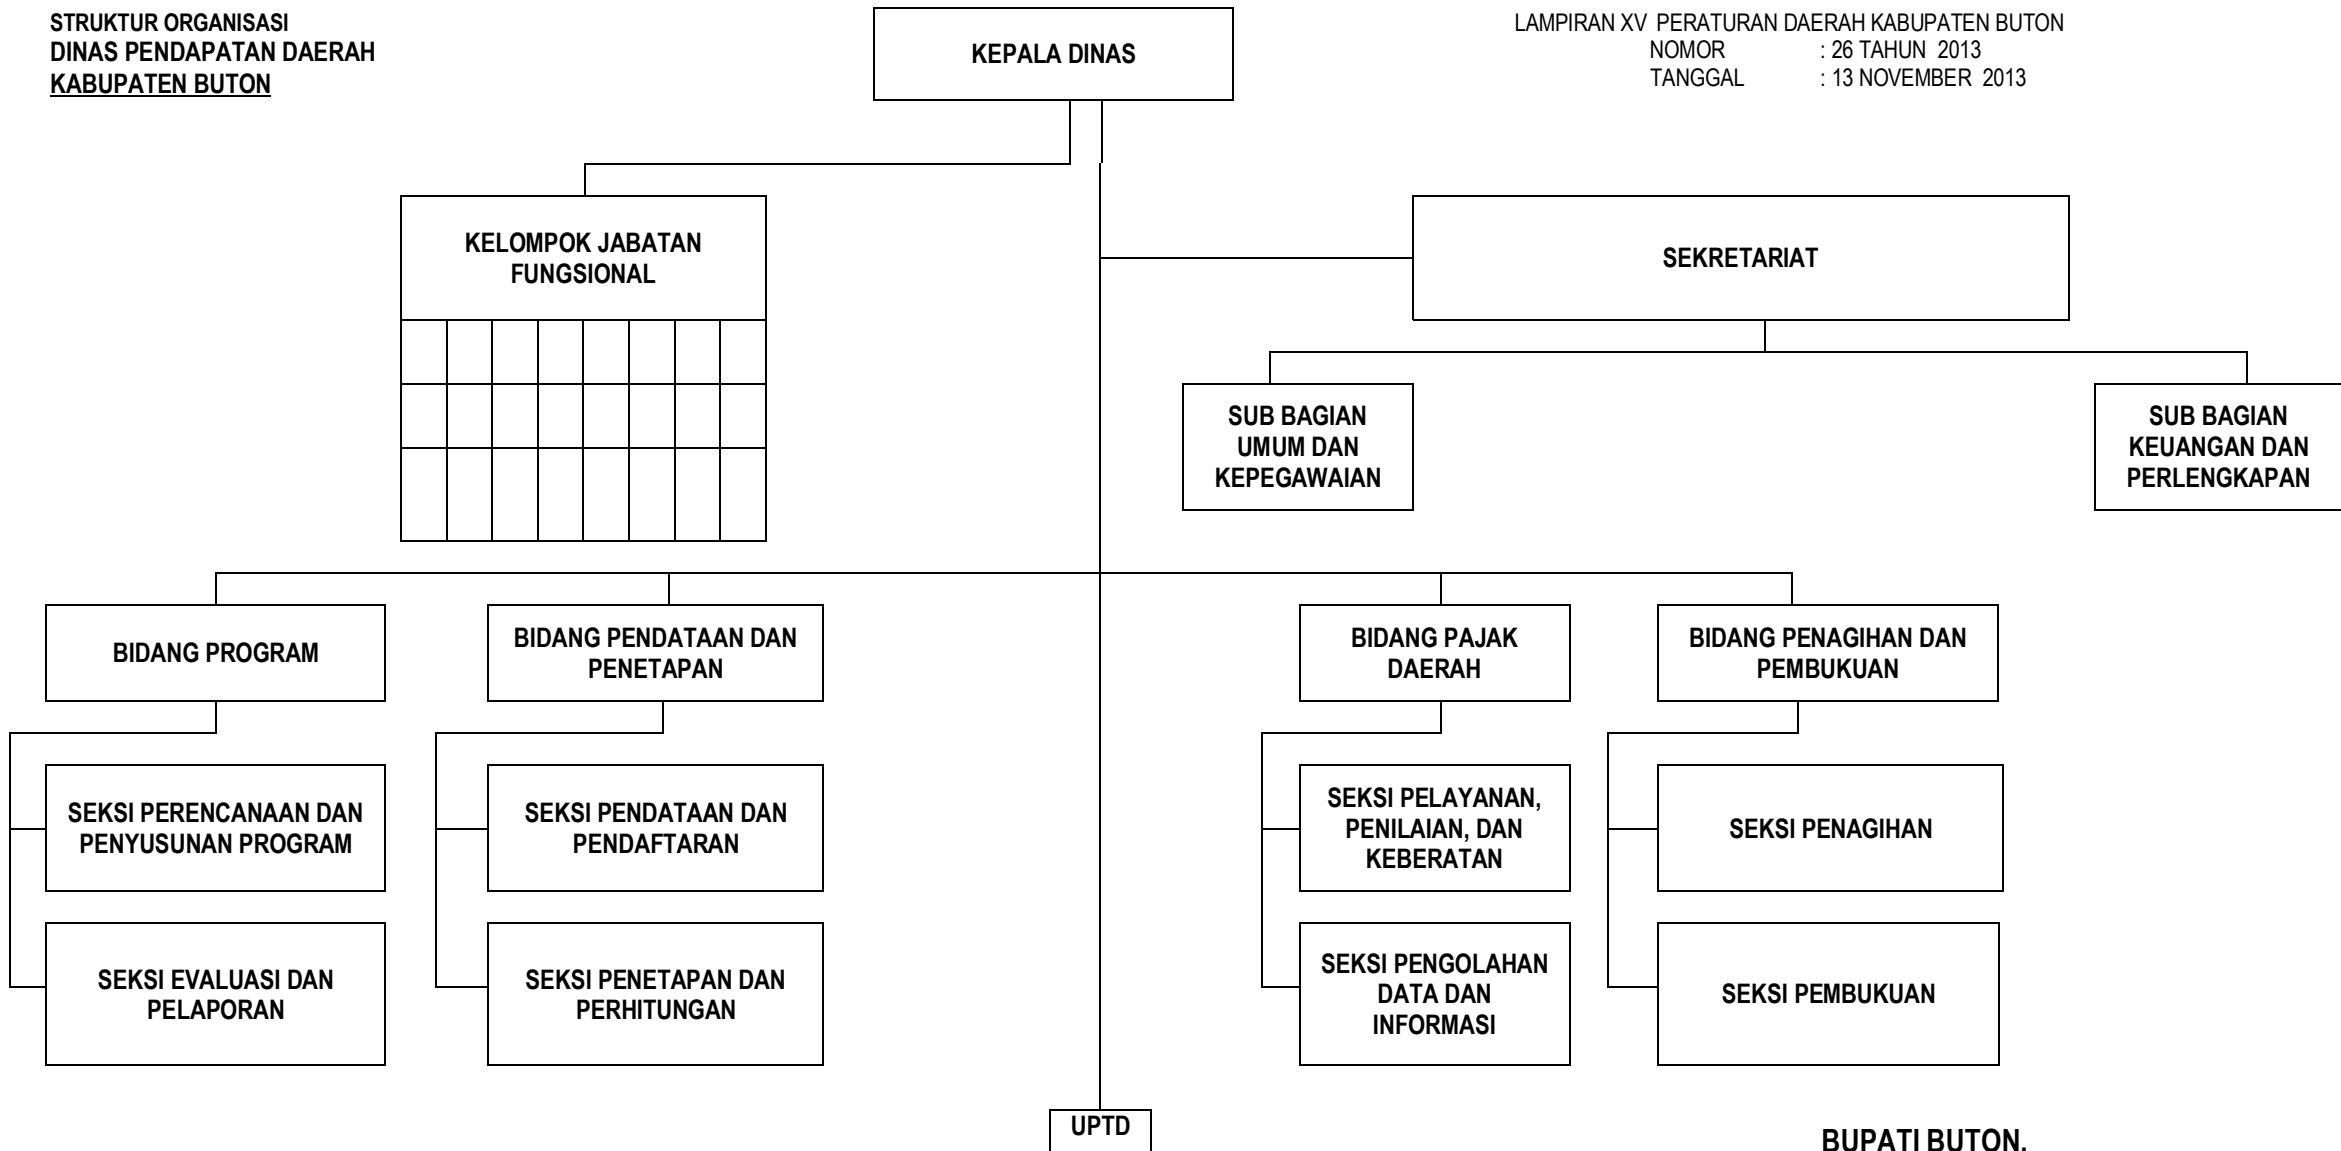 STRUKTUR ORGANISASI
DINAS PENDAPATAN DAERAH
KABUPATEN BUTON
KEPALA DINAS
LAMPIRAN XV PERATURAN DAERAH KABUPATEN BUTON
NOMOR : 26 TAHUN 2013
TANGGAL : 13 NOVEMBER 2013
KELOMPOK JABATAN
FUNGSIONAL
SEKRETARIAT
SUB BAGIAN
UMUM DAN
KEPEGAWAIAN
SUB BAGIAN
KEUANGAN DAN
PERLENGKAPAN
BIDANG PROGRAM
BIDANG PENDATAAN DAN
PENETAPAN
BIDANG PAJAK
DAERAH
BIDANG PENAGIHAN DAN
PEMBUKUAN
SEKSI PERENCANAAN DAN
PENYUSUNAN PROGRAM
SEKSI PENDATAAN DAN
PENDAFTARAN
SEKSI PELAYANAN,
PENILAIAN, DAN
KEBERATAN
SEKSI PENAGIHAN
SEKSI EVALUASI DAN
PELAPORAN
SEKSI PENETAPAN DAN
PERHITUNGAN
SEKSI PENGOLAHAN
DATA DAN
INFORMASI
SEKSI PEMBUKUAN
UPTD
BUPATI BUTON,